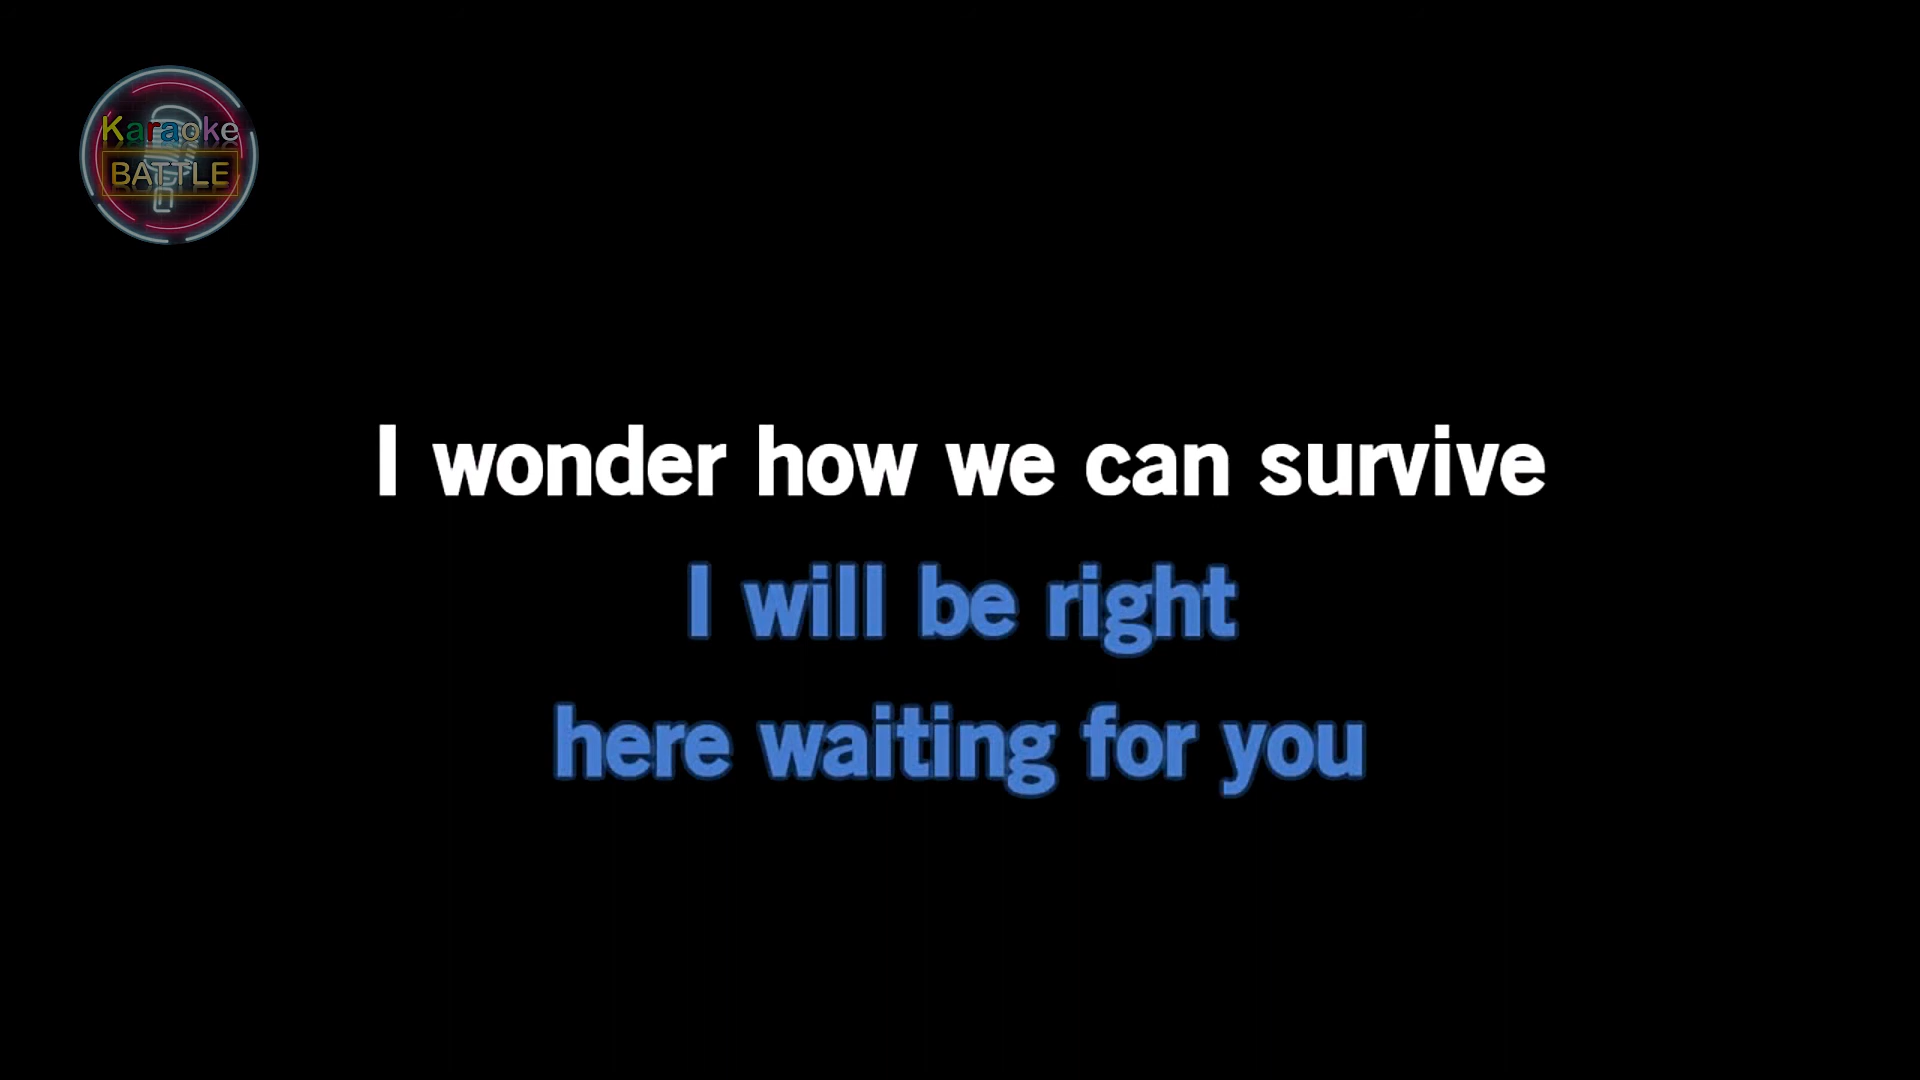 Karaoke
BATTLE
I wonder how we can survive
I will be right
here waiting for you